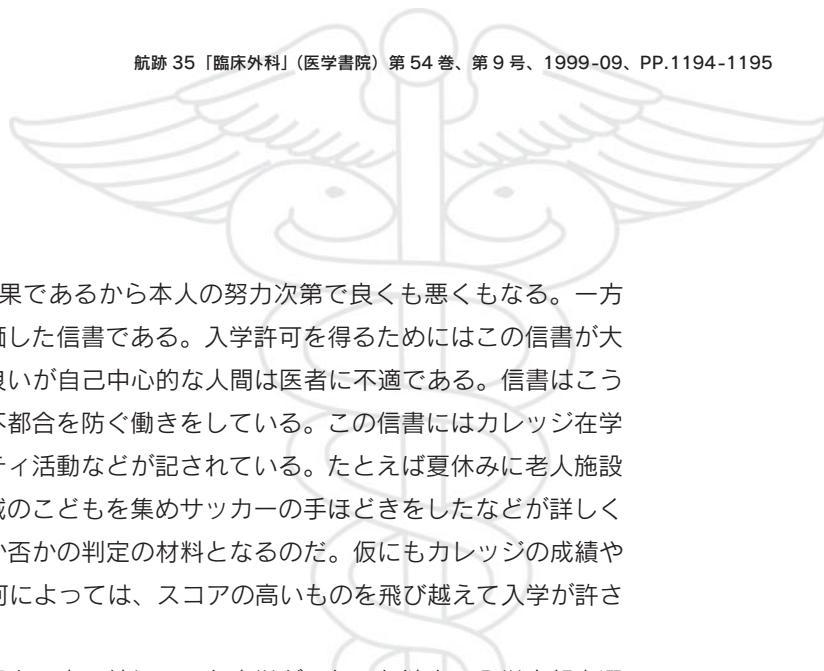 航跡 35「臨床外科」（医学書院）第 54 巻、第 9 号、1999-09、PP.1194-1195
果であるから本人の努力次第で良くも悪くもなる。一方
価した信書である。入学許可を得るためにはこの信書が大
良いが自己中心的な人間は医者に不適である。信書はこう
不都合を防ぐ働きをしている。この信書にはカレッジ在学
ティ活動などが記されている。たとえば夏休みに老人施設
域のこどもを集めサッカーの手ほどきをしたなどが詳しく
か否かの判定の材料となるのだ。仮にもカレッジの成績や
何によっては、スコアの高いものを飛び越えて入学が許さ